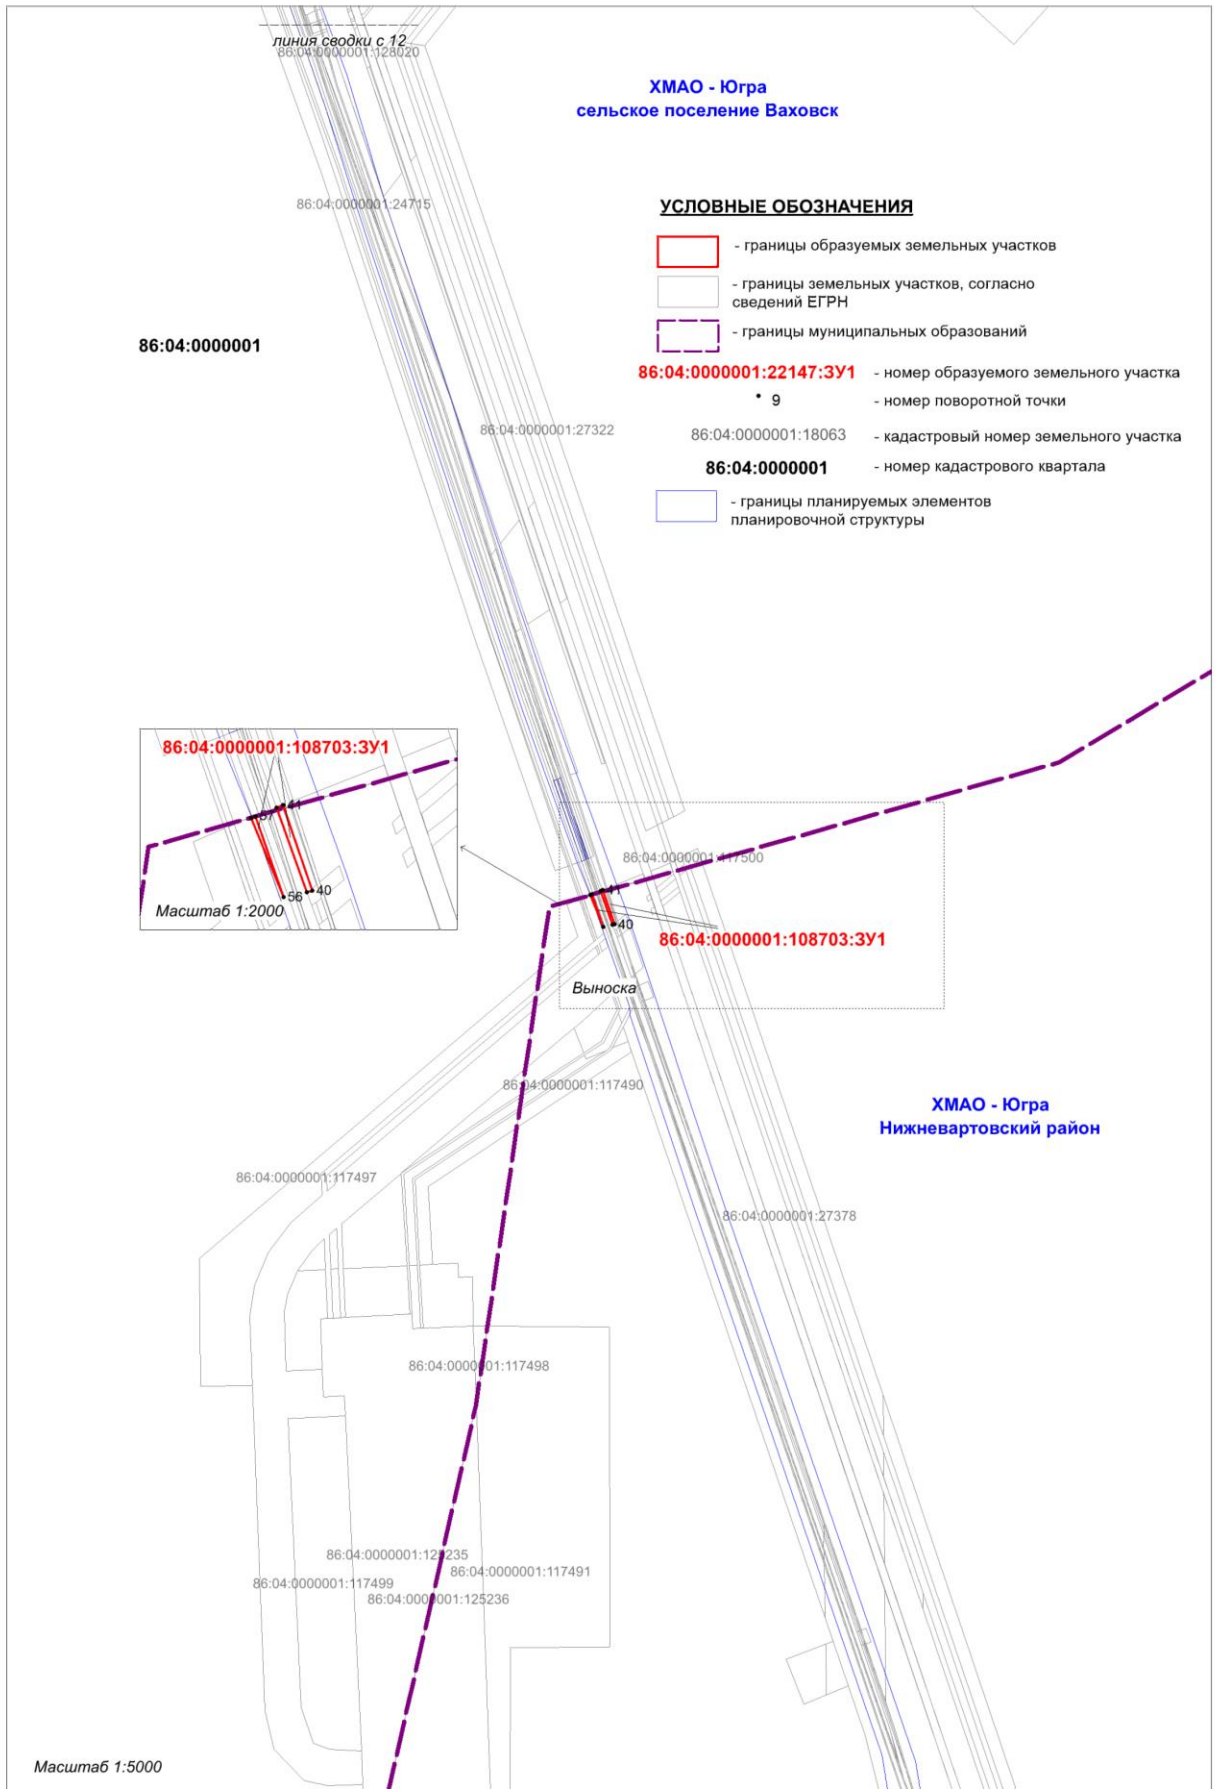 линия сводки с 12
86:04:0000001:128020
ХМАО - Югра
сельское поселение Ваховск
86:04:0000001:24715
УСЛОВНЫЕ ОБОЗНАЧЕНИЯ
- границы образуемых земельных участков
- границы земельных участков, согласно
сведений ЕГРН
- границы муниципальных образований
86:04:0000001:22147:ЗУ1 - номер образуемого земельного участка
9 - номер поворотной точки
86:04:0000001:18063 - кадастровый номер земельного участка
86:04:0000001 - номер кадастрового квартала
- границы планируемых элементов
планировочной структуры
86:04:0000001
86:04:0000001:27322
86:04:0000001:108703:ЗУ1
57
41
56
40
Масштаб 1:2000
86:04:0000001:117500
41
40
86:04:0000001:108703:ЗУ1
Выноска
86:04:0000001:117490
ХМАО - Югра
Нижневартовский район
86:04:0000001:117497
86:04:0000001:27378
86:04:0000001:117498
86:04:0000001:125235
86:04:0000001:117491
86:04:0000001:117499
86:04:0000001:125236
Масштаб 1:5000